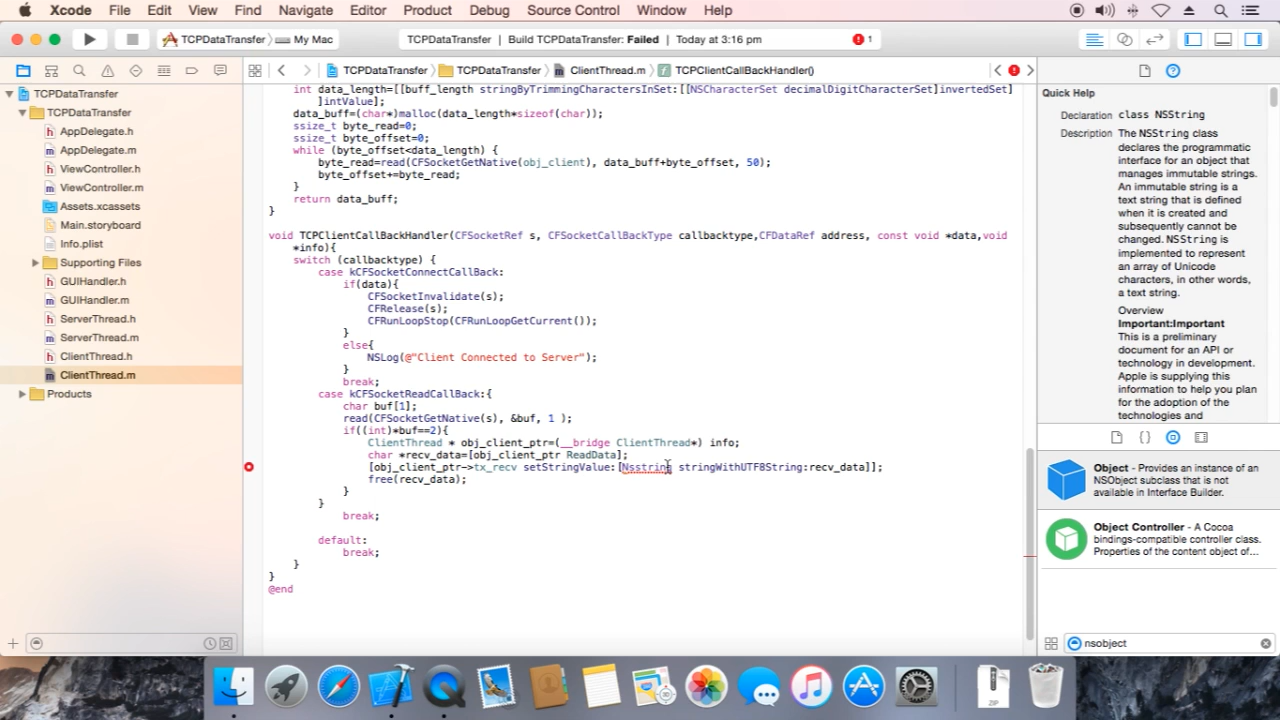 Xcode File Edit View Find Navigate Editor Product Debug Source Control Window Help
TCPDataTransfer My Mac TCPDataTransfer | Build TCPDataTransfer: Failed | Today at 3:16 pm 1
TCPDataTransfer TCPDataTransfer ClientThread.m TCPClientCallBackHandler()
TCPDataTransfer
TCPDataTransfer
AppDelegate.h
AppDelegate.m
ViewController.h
ViewController.m
Assets.xcassets
Main.storyboard
Info.plist
Supporting Files
GUIHandler.h
GUIHandler.m
ServerThread.h
ServerThread.m
ClientThread.h
ClientThread.m
Products
int data_length=[[buff_length stringByTrimmingCharactersInSet:[[NSCharacterSet decimalDigitCharacterSet]invertedSet]
]intValue];
data_buff=(char*)malloc(data_length*sizeof(char));
ssize_t byte_read=0;
ssize_t byte_offset=0;
while (byte_offset<data_length) {
byte_read=read(CFSocketGetNative(obj_client), data_buff+byte_offset, 50);
byte_offset+=byte_read;
}
return data_buff;
}
void TCPClientCallBackHandler(CFSocketRef s, CFSocketCallBackType callbacktype,CFDataRef address, const void *data,void
*info){
switch (callbacktype) {
case kCFSocketConnectCallBack:
if(data){
CFSocketInvalidate(s);
CFRelease(s);
CFRunLoopStop(CFRunLoopGetCurrent());
}
else{
NSLog(@"Client Connected to Server");
}
break;
case kCFSocketReadCallBack:{
char buf[1];
read(CFSocketGetNative(s), &buf, 1 );
if((int)*buf==2){
ClientThread * obj_client_ptr=(__bridge ClientThread*) info;
char *recv_data=[obj_client_ptr ReadData];
[obj_client_ptr->tx_recv setStringValue:[Nsstring stringWithUTF8String:recv_data]];
free(recv_data);
}
}
break;
default:
break;
}
}
@end
Quick Help
Declaration class NSString
Description The NSString class
declares the programmatic
interface for an object that
manages immutable strings.
An immutable string is a
text string that is defined
when it is created and
subsequently cannot be
changed. NSString is
implemented to represent
an array of Unicode
characters, in other words,
a text string.
Overview
Important:Important
This is a preliminary
document for an API or
technology in development.
Apple is supplying this
information to help you plan
for the adoption of the
technologies and
Object - Provides an instance of an
NSObject subclass that is not
available in Interface Builder.
Object Controller - A Cocoa
bindings-compatible controller class.
Properties of the content object of...
nsobject
ZIP